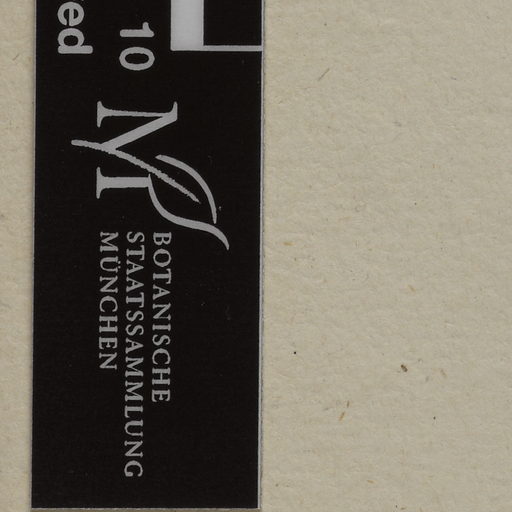 10
ed
BOTANISCHE
STAATSSAMMLUNG
MÜNCHEN